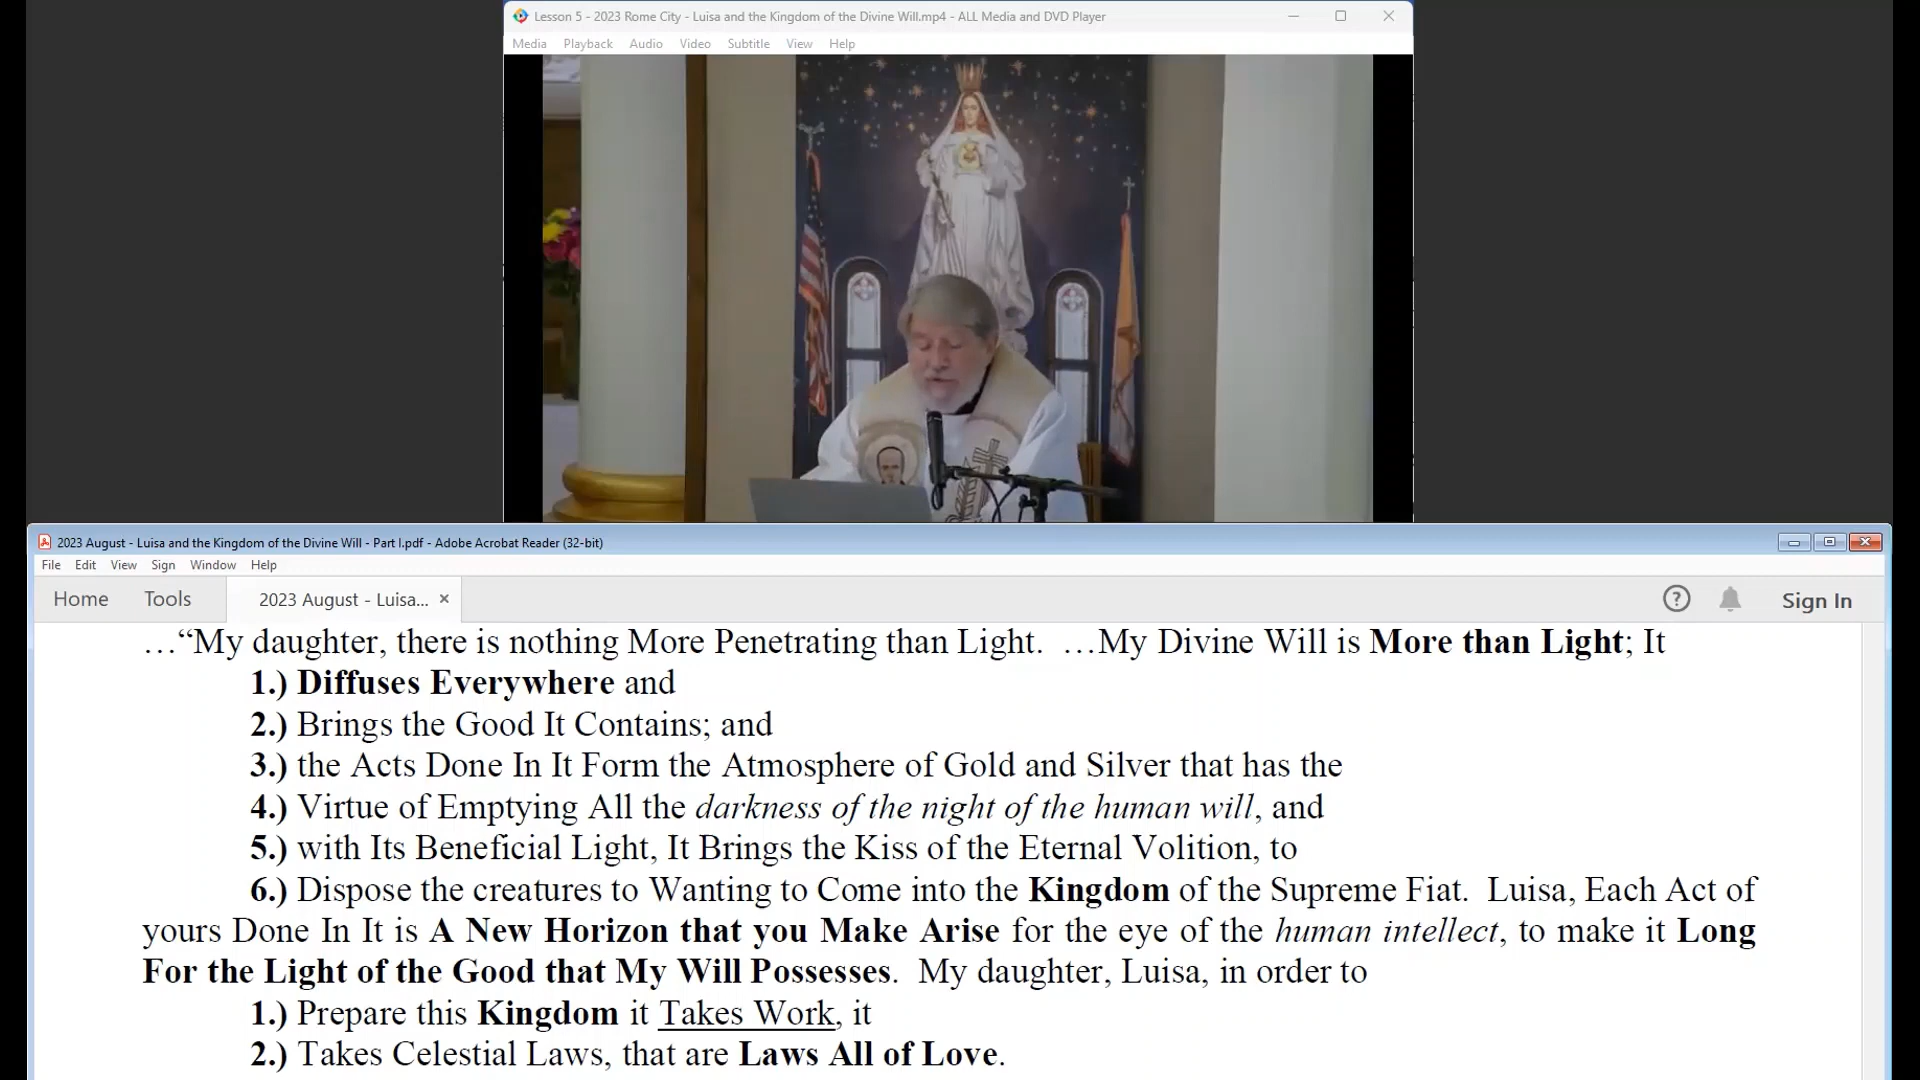 Lesson 5 - 2023 Rome City - Luisa and the Kingdom of the Divine Will.mp4 - ALL Media and DVD Player
Media Playback Audio Video Subtitle View Help
2023 August - Luisa and the Kingdom of the Divine Will - Part I.pdf - Adobe Acrobat Reader (32-bit)
File Edit View Sign Window Help
Home Tools 2023 August - Luisa... × ? Sign In
…“My daughter, there is nothing More Penetrating than Light. …My Divine Will is More than Light; It
1.) Diffuses Everywhere and
2.) Brings the Good It Contains; and
3.) the Acts Done In It Form the Atmosphere of Gold and Silver that has the
4.) Virtue of Emptying All the darkness of the night of the human will, and
5.) with Its Beneficial Light, It Brings the Kiss of the Eternal Volition, to
6.) Dispose the creatures to Wanting to Come into the Kingdom of the Supreme Fiat. Luisa, Each Act of
yours Done In It is A New Horizon that you Make Arise for the eye of the human intellect, to make it Long
For the Light of the Good that My Will Possesses. My daughter, Luisa, in order to
1.) Prepare this Kingdom it Takes Work, it
2.) Takes Celestial Laws, that are Laws All of Love.